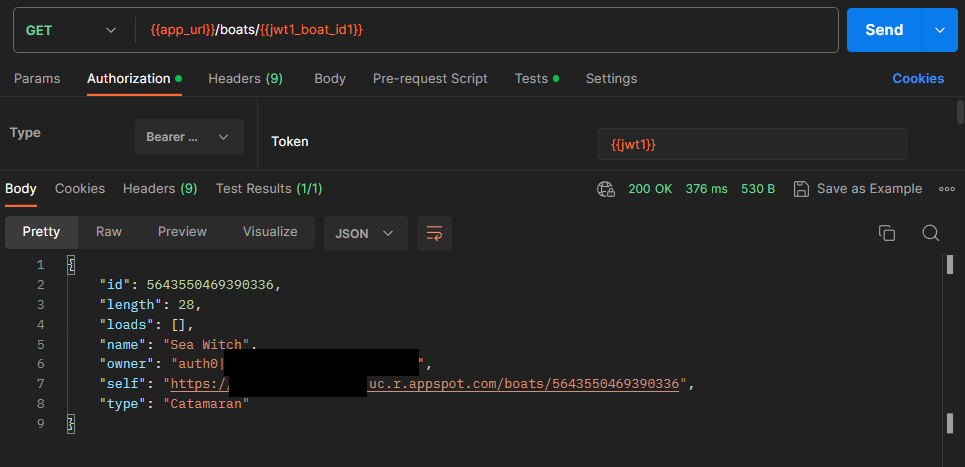 GET {{app_url}}/boats/{{jwt1_boat_id1}} Send
Params Authorization Headers (9) Body Pre-request Script Tests Settings Cookies
Type Bearer ... Token {{jwt1}}
Body Cookies Headers (9) Test Results (1/1) 200 OK 376 ms 530 B Save as Example
Pretty Raw Preview Visualize JSON
1 {
2 "id": 5643550469390336,
3 "length": 28,
4 "loads": [],
5 "name": "Sea Witch",
6 "owner": "auth0| ",
7 "self": "https:/ uc.r.appspot.com/boats/5643550469390336",
8 "type": "Catamaran"
9 }